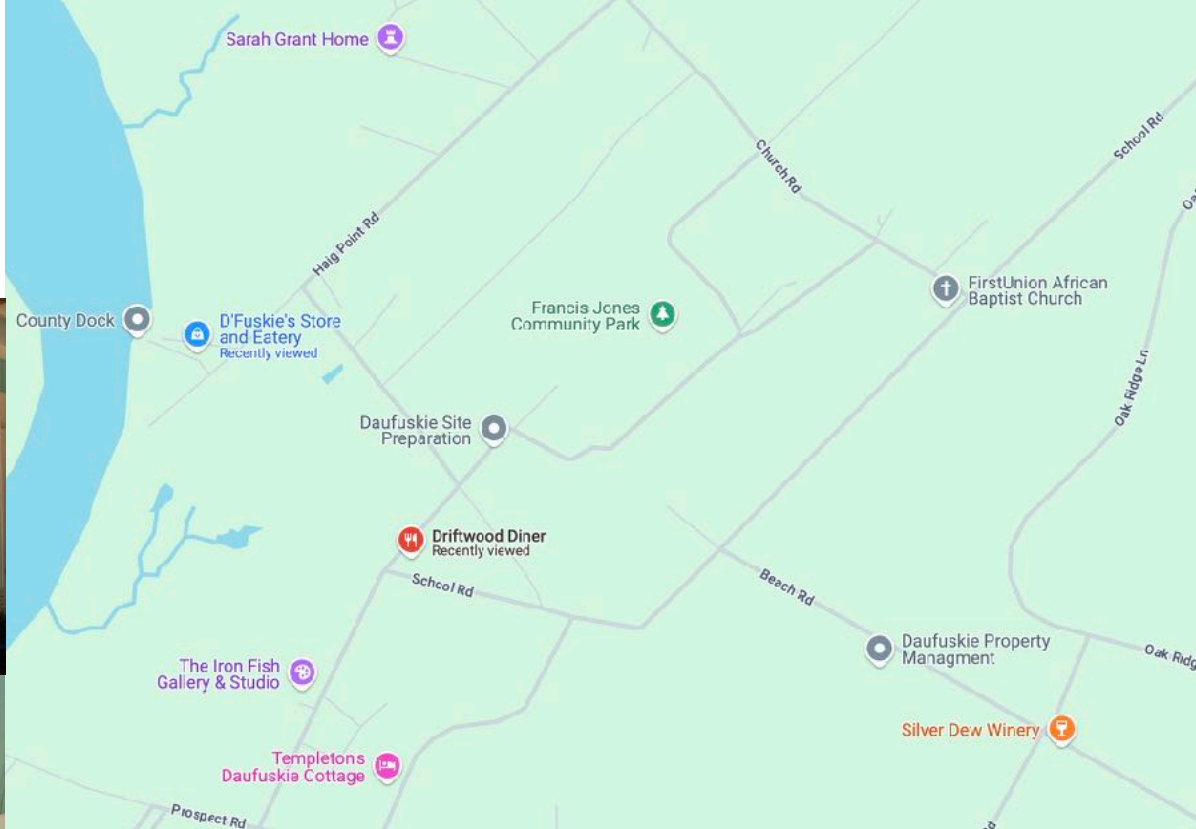 Sarah Grant Home
Church Rd
School Rd
Haig Point Rd
FirstUnion African
Baptist Church
Francis Jones
Community Park
County Dock
D'Fuskie's Store
and Eatery
Recently viewed
Oak Ridge Ln
Daufuskie Site
Preparation
Driftwood Diner
Recently viewed
School Rd
Beach Rd
Daufuskie Property
Managment
Oak Ridg
The Iron Fish
Gallery & Studio
Silver Dew Winery
Templetons
Daufuskie Cottage
Prospect Rd